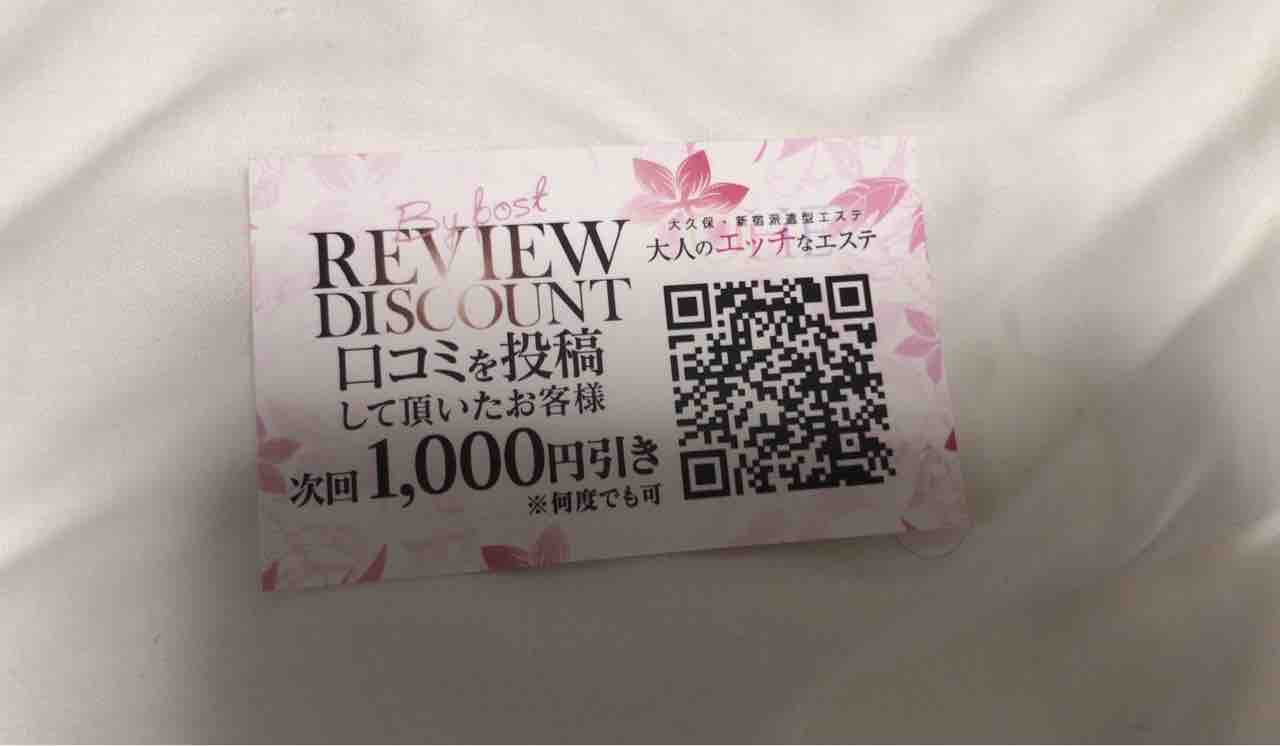 By bost
REVIEW
DISCOUNT
口コミを投稿
して頂いたお客様
次回1,000円引き
※何度でも可
大久保・新宿派遣型エステ
大人のエッチなエステ